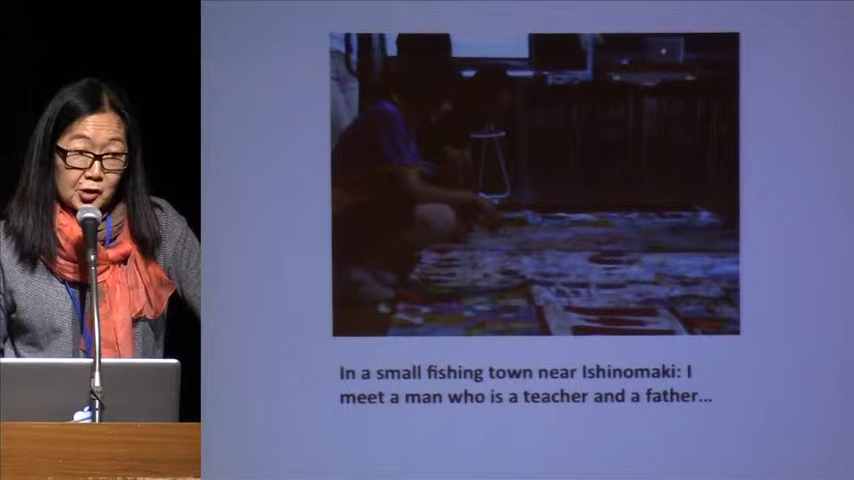 In a small fishing town near Ishinomaki: I
meet a man who is a teacher and a father...